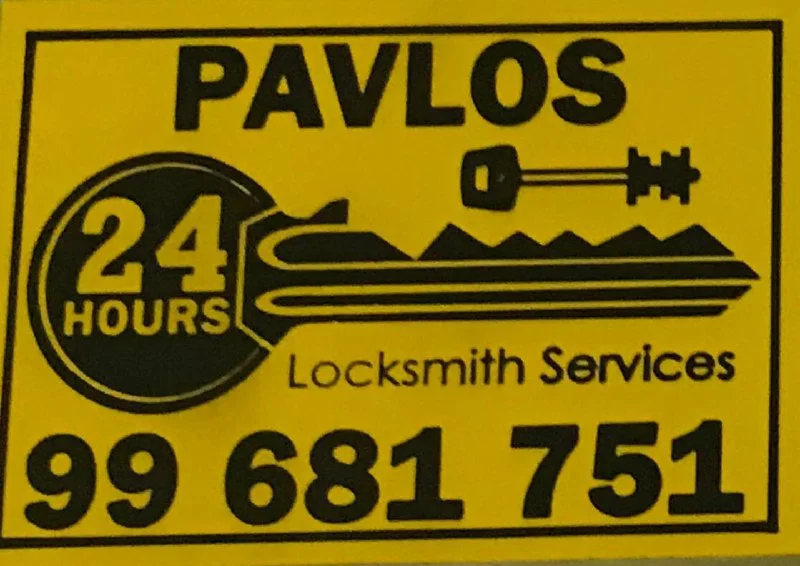 PAVLOS
24
HOURS
Locksmith Services
99 681 751